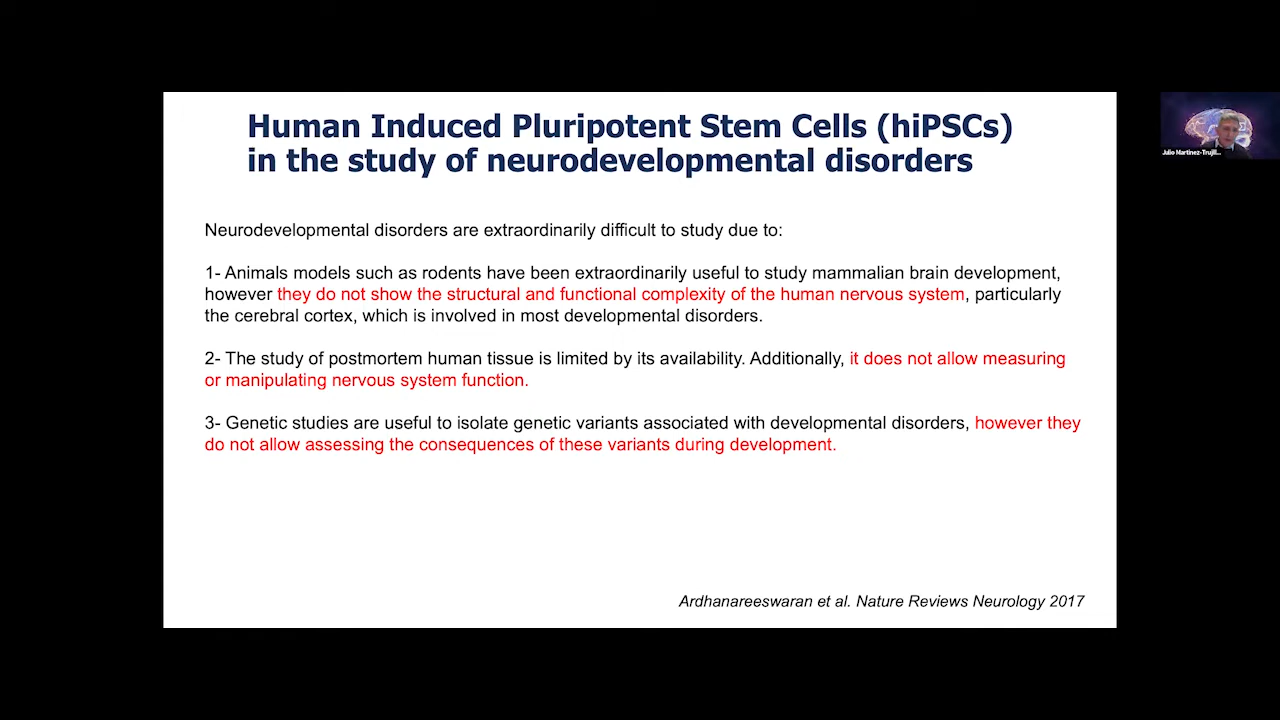 Human Induced Pluripotent Stem Cells (hiPSCs)
in the study of neurodevelopmental disorders
Neurodevelopmental disorders are extraordinarily difficult to study due to:
1- Animals models such as rodents have been extraordinarily useful to study mammalian brain development,
however they do not show the structural and functional complexity of the human nervous system, particularly
the cerebral cortex, which is involved in most developmental disorders.
2- The study of postmortem human tissue is limited by its availability. Additionally, it does not allow measuring
or manipulating nervous system function.
3- Genetic studies are useful to isolate genetic variants associated with developmental disorders, however they
do not allow assessing the consequences of these variants during development.
Ardhanareeswaran et al. Nature Reviews Neurology 2017
Julio Martinez-Trujill...